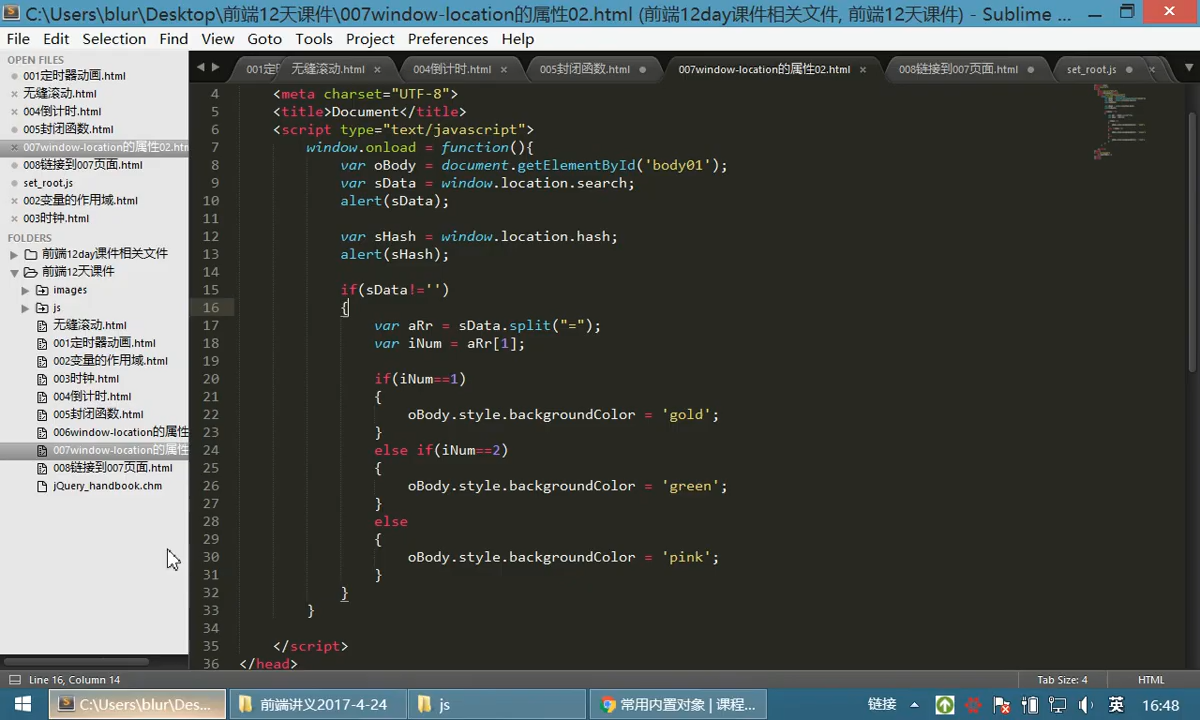 C:\Users\blur\Desktop\前端12天课件\007window-location的属性02.html (前端12day课件相关文件, 前端12天课件) - Sublime ...
File Edit Selection Find View Goto Tools Project Preferences Help
OPEN FILES
001定时器动画.html
无缝滚动.html
004倒计时.html
005封闭函数.html
007window-location的属性02.htm
008链接到007页面.html
set_root.js
002变量的作用域.html
003时钟.html
FOLDERS
前端12day课件相关文件
前端12天课件
images
js
无缝滚动.html
001定时器动画.html
002变量的作用域.html
003时钟.html
004倒计时.html
005封闭函数.html
006window-location的属性
007window-location的属性
008链接到007页面.html
jQuery_handbook.chm
001定 无缝滚动.html 004倒计时.html 005封闭函数.html 007window-location的属性02.html 008链接到007页面.html set_root.js
4 <meta charset="UTF-8">
5 <title>Document</title>
6 <script type="text/javascript">
7 window.onload = function(){
8 var oBody = document.getElementById('body01');
9 var sData = window.location.search;
10 alert(sData);
11
12 var sHash = window.location.hash;
13 alert(sHash);
14
15 if(sData!='')
16 {
17 var aRr = sData.split("=");
18 var iNum = aRr[1];
19
20 if(iNum==1)
21 {
22 oBody.style.backgroundColor = 'gold';
23 }
24 else if(iNum==2)
25 {
26 oBody.style.backgroundColor = 'green';
27 }
28 else
29 {
30 oBody.style.backgroundColor = 'pink';
31 }
32 }
33 }
34
35 </script>
36 </head>
Line 16, Column 14 Tab Size: 4 HTML
C:\Users\blur\Des... 前端讲义2017-4-24 js 常用内置对象 | 课程... 链接 英 16:48